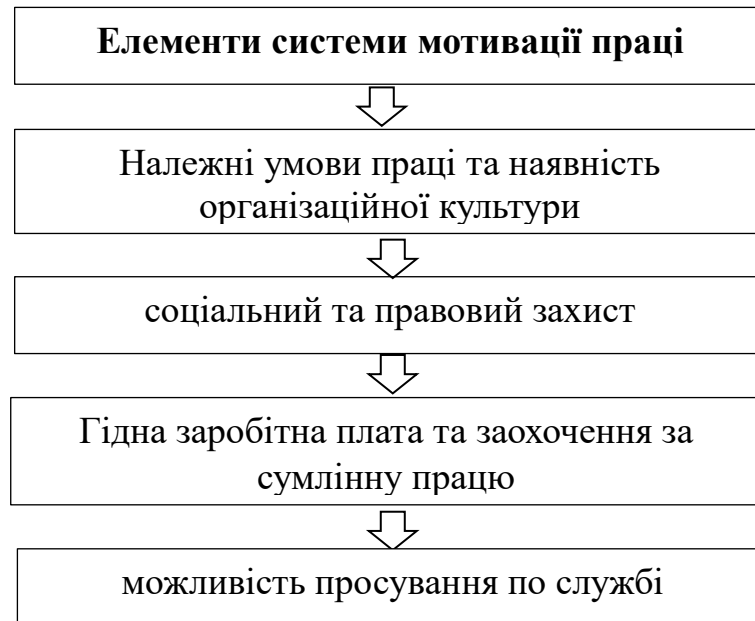 Елементи системи мотивації праці
Належні умови праці та наявність
організаційної культури
соціальний та правовий захист
Гідна заробітна плата та заохочення за
сумлінну працю
можливість просування по службі